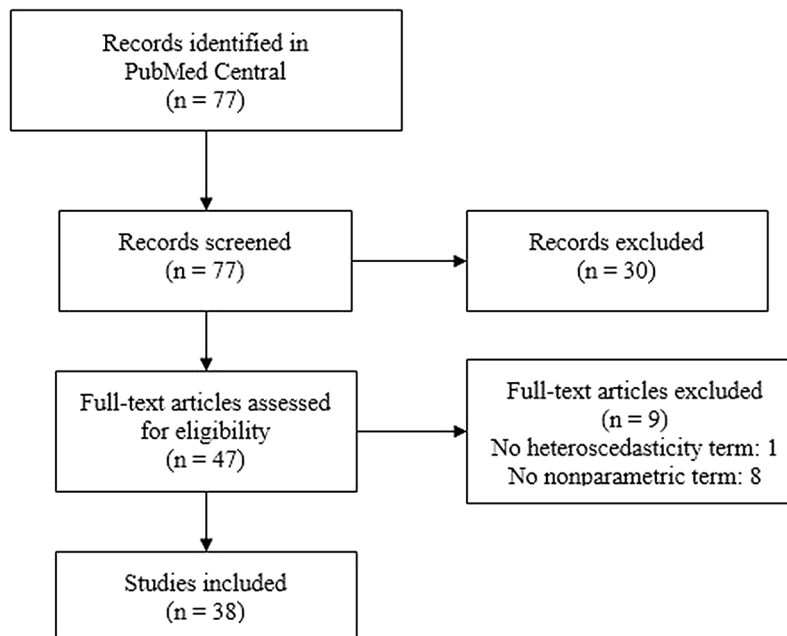 Records identified in
PubMed Central
(n = 77)
Records screened
(n = 77)
Records excluded
(n = 30)
Full-text articles assessed
for eligibility
(n = 47)
Full-text articles excluded
(n = 9)
No heteroscedasticity term: 1
No nonparametric term: 8
Studies included
(n = 38)